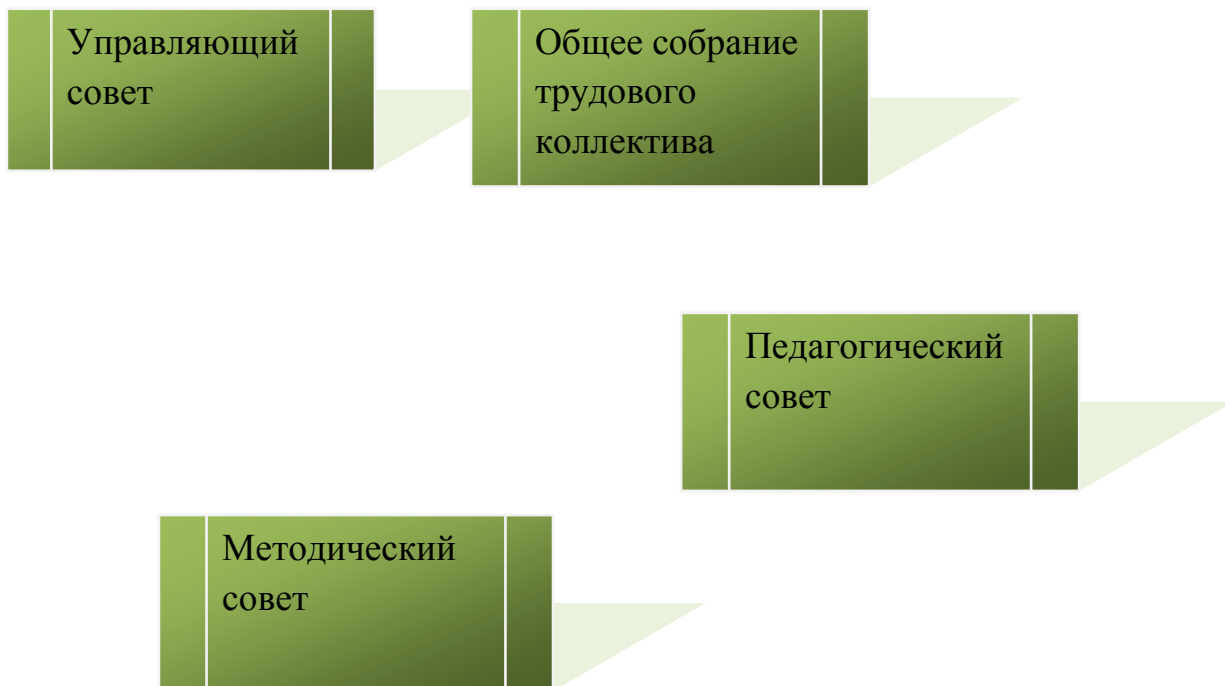 Управляющий
совет
Общее собрание
трудового
коллектива
Педагогический
совет
Методический
совет